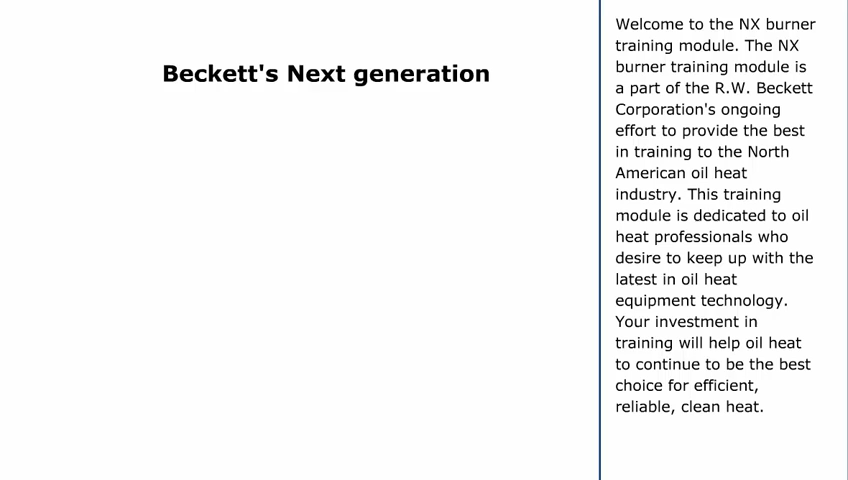 Beckett's Next generation
Welcome to the NX burner
training module. The NX
burner training module is
a part of the R.W. Beckett
Corporation's ongoing
effort to provide the best
in training to the North
American oil heat
industry. This training
module is dedicated to oil
heat professionals who
desire to keep up with the
latest in oil heat
equipment technology.
Your investment in
training will help oil heat
to continue to be the best
choice for efficient,
reliable, clean heat.